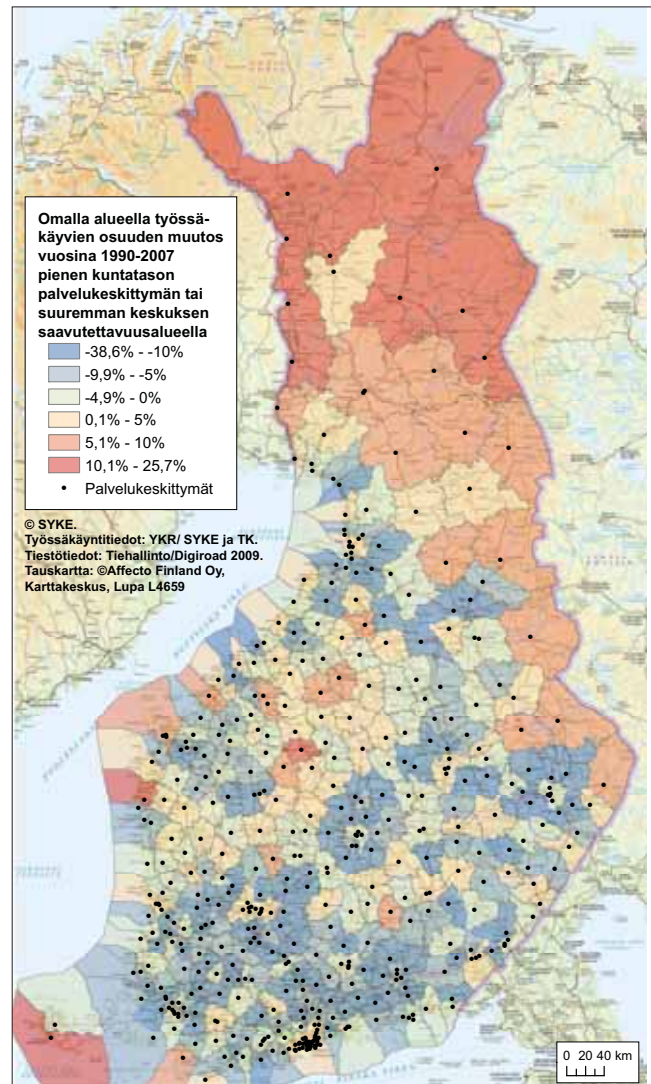 Omalla alueella työssä-
käyvien osuuden muutos
vuosina 1990-2007
pienen kuntatason
palvelukeskittymän tai
suuremman keskuksen
saavutettavuusalueella
-38,6% - -10%
-9,9% - -5%
-4,9% - 0%
0,1% - 5%
5,1% - 10%
10,1% - 25,7%
Palvelukeskittymät
© SYKE.
Työssäkäyntitiedot: YKR/ SYKE ja TK.
Tiestötiedot: Tiehallinto/Digiroad 2009.
Tauskartta: ©Affecto Finland Oy,
Karttakeskus, Lupa L4659
0 20 40 km